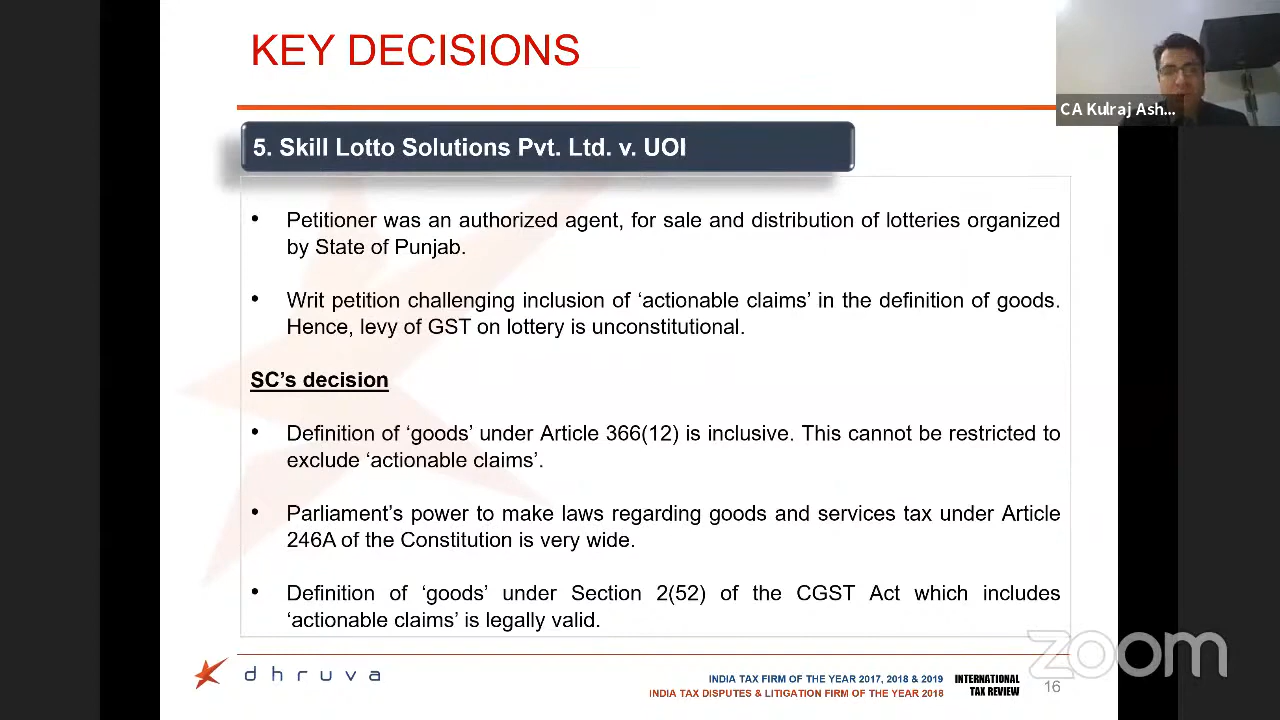 KEY DECISIONS
CA Kulraj Ash...
5. Skill Lotto Solutions Pvt. Ltd. v. UOI
• Petitioner was an authorized agent, for sale and distribution of lotteries organized
by State of Punjab.
• Writ petition challenging inclusion of ‘actionable claims’ in the definition of goods.
Hence, levy of GST on lottery is unconstitutional.
SC’s decision
• Definition of ‘goods’ under Article 366(12) is inclusive. This cannot be restricted to
exclude ‘actionable claims’.
• Parliament’s power to make laws regarding goods and services tax under Article
246A of the Constitution is very wide.
• Definition of ‘goods’ under Section 2(52) of the CGST Act which includes
‘actionable claims’ is legally valid.
zoom
dhruva
INDIA TAX FIRM OF THE YEAR 2017, 2018 & 2019
INDIA TAX DISPUTES & LITIGATION FIRM OF THE YEAR 2018
INTERNATIONAL
TAX REVIEW
16